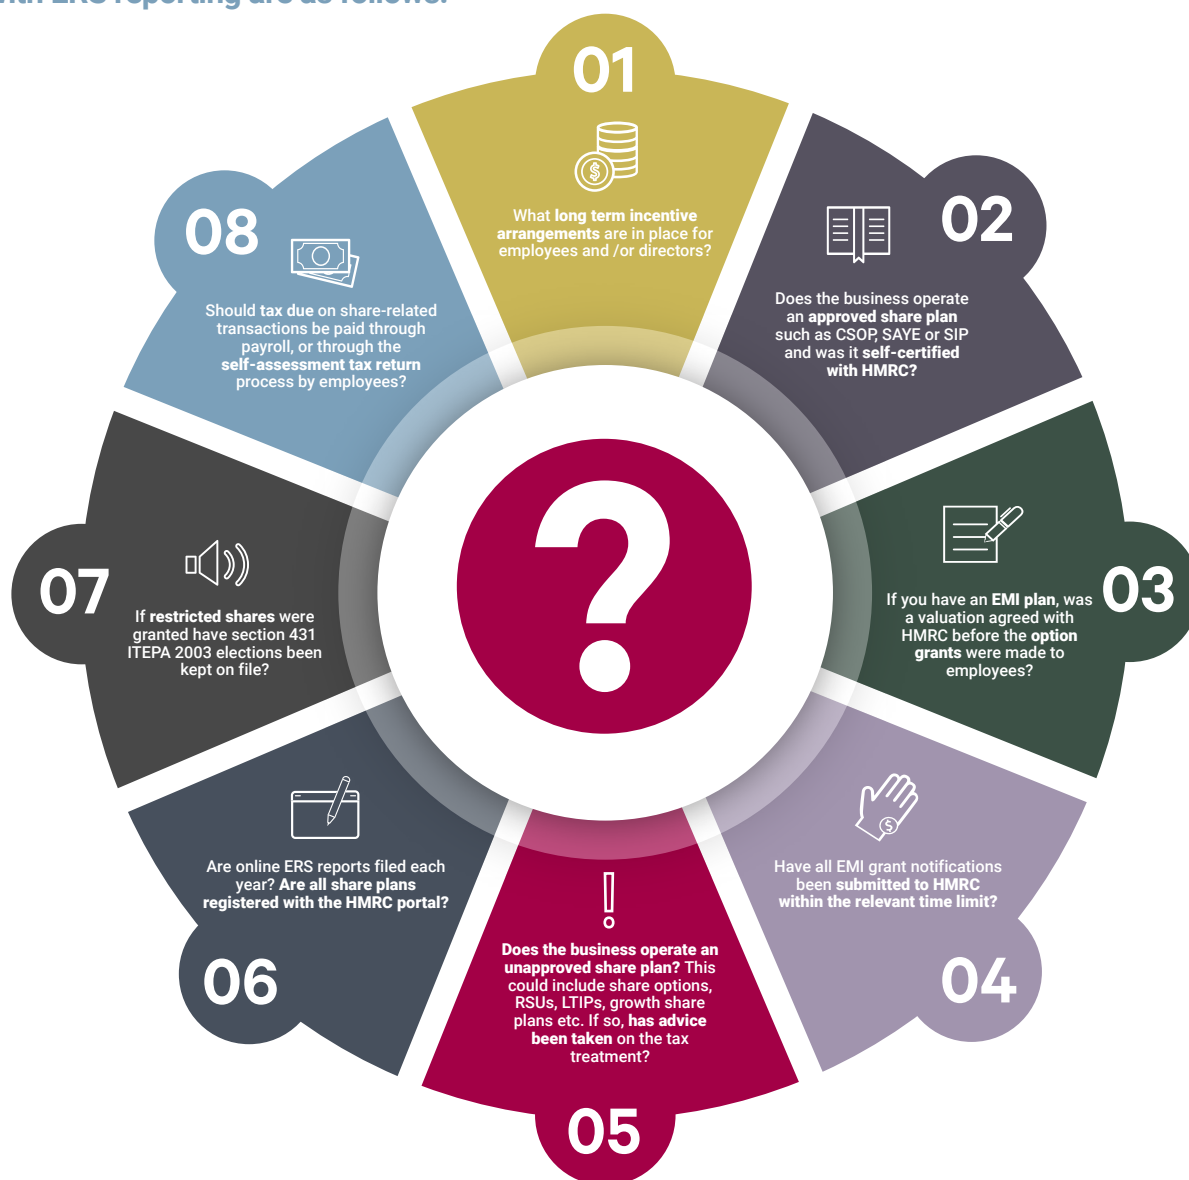 with ERS reporting are as follows:
01
What long term incentive
arrangements are in place for
employees and /or directors?
02
Does the business operate
an approved share plan
such as CSOP, SAYE or SIP
and was it self-certified
with HMRC?
03
If you have an EMI plan, was
a valuation agreed with
HMRC before the option
grants were made to
employees?
04
Have all EMI grant notifications
been submitted to HMRC
within the relevant time limit?
05
Does the business operate an
unapproved share plan? This
could include share options,
RSUs, LTIPs, growth share
plans etc. If so, has advice
been taken on the tax
treatment?
06
Are online ERS reports filed each
year? Are all share plans
registered with the HMRC portal?
07
If restricted shares were
granted have section 431
ITEPA 2003 elections been
kept on file?
08
Should tax due on share-related
transactions be paid through
payroll, or through the
self-assessment tax return
process by employees?
?